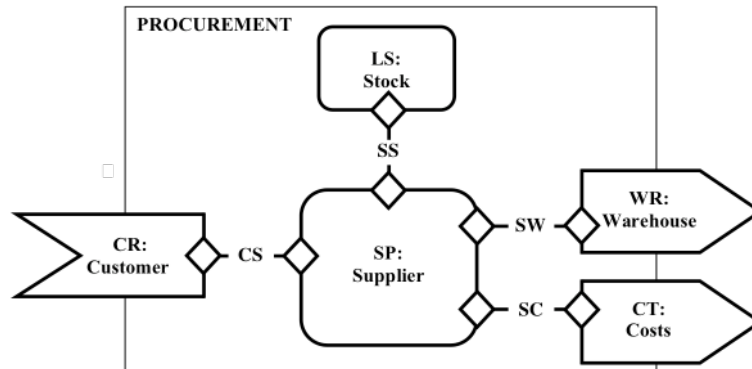 PROCUREMENT
LS:
Stock
SS
CR:
Customer
CS
SP:
Supplier
SW
WR:
Warehouse
SC
CT:
Costs